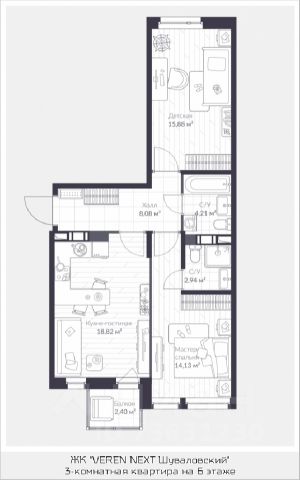 Детская
15,88 м²
Холл
8,08 м²
С/У
4,21 м²
С/У
2,94 м²
Кухня-гостиная
18,82 м²
Мастер
спальня
14,13 м²
Балкон
2,40 м²
ЖК "VEREN NEXT Шуваловский"
3-комнатная квартира на 6 этаже